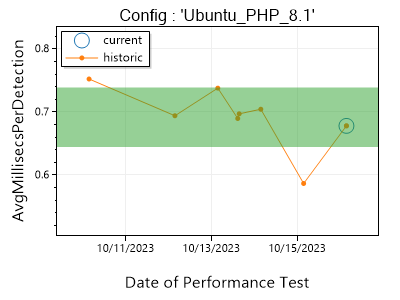 Config : 'Ubuntu_PHP_8.1'
current
historic
0.8
0.7
0.6
AvgMillisecsPerDetection
10/11/2023
10/13/2023
10/15/2023
Date of Performance Test